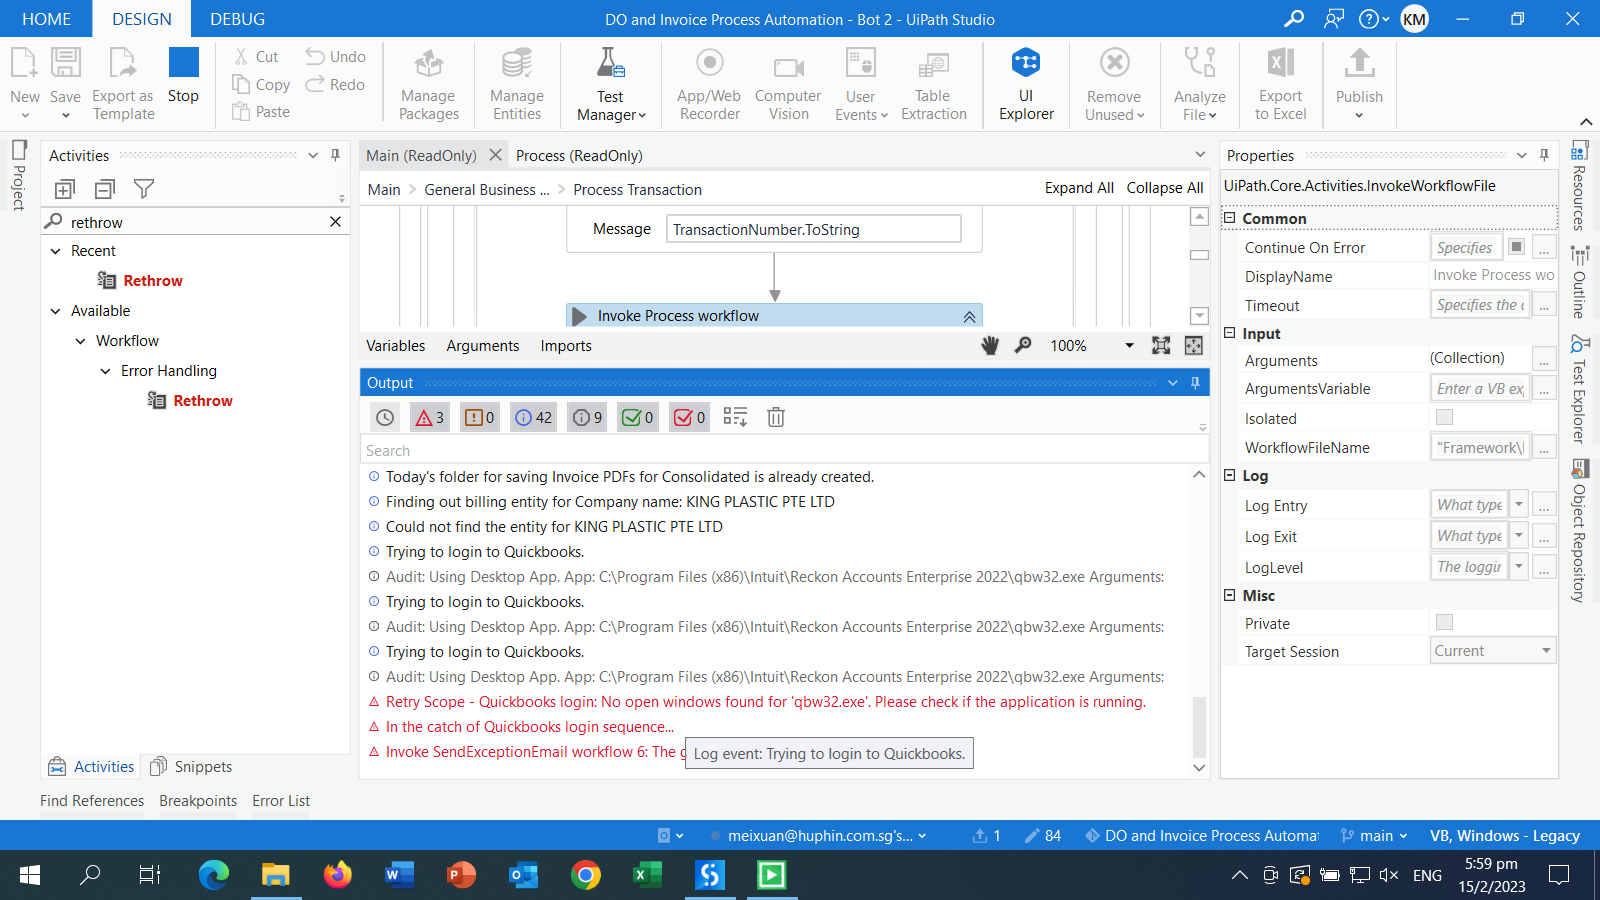 HOME DESIGN DEBUG DO and Invoice Process Automation - Bot 2 - UiPath Studio KM
New Save Export as Template Stop
Cut Copy Paste Undo Redo
Manage Packages
Manage Entities
Test Manager
App/Web Recorder
Computer Vision
User Events
Table Extraction
UI Explorer
Remove Unused
Analyze File
Export to Excel
Publish
Project
Activities
rethrow
Recent
Rethrow
Available
Workflow
Error Handling
Rethrow
Activities Snippets
Main (ReadOnly) Process (ReadOnly)
Main > General Business ... > Process Transaction Expand All Collapse All
Message TransactionNumber.ToString
Invoke Process workflow
Variables Arguments Imports 100%
Output
3 0 42 9 0 0
Search
Today's folder for saving Invoice PDFs for Consolidated is already created.
Finding out billing entity for Company name: KING PLASTIC PTE LTD
Could not find the entity for KING PLASTIC PTE LTD
Trying to login to Quickbooks.
Audit: Using Desktop App. App: C:\Program Files (x86)\Intuit\Reckon Accounts Enterprise 2022\qbw32.exe Arguments:
Trying to login to Quickbooks.
Audit: Using Desktop App. App: C:\Program Files (x86)\Intuit\Reckon Accounts Enterprise 2022\qbw32.exe Arguments:
Trying to login to Quickbooks.
Audit: Using Desktop App. App: C:\Program Files (x86)\Intuit\Reckon Accounts Enterprise 2022\qbw32.exe Arguments:
Retry Scope - Quickbooks login: No open windows found for 'qbw32.exe'. Please check if the application is running.
In the catch of Quickbooks login sequence...
Invoke SendExceptionEmail workflow 6: The
Log event: Trying to login to Quickbooks.
Properties
UiPath.Core.Activities.InvokeWorkflowFile
Common
Continue On Error Specifies ...
DisplayName Invoke Process wo
Timeout Specifies the ...
Input
Arguments (Collection) ...
ArgumentsVariable Enter a VB ex ...
Isolated
WorkflowFileName "Framework\ ...
Log
Log Entry What type ...
Log Exit What type ...
LogLevel The loggin ...
Misc
Private
Target Session Current
Resources
Outline
Test Explorer
Object Repository
Find References Breakpoints Error List
meixuan@huphin.com.sg's... 1 84 DO and Invoice Process Automat main VB, Windows - Legacy
ENG 5:59 pm
15/2/2023